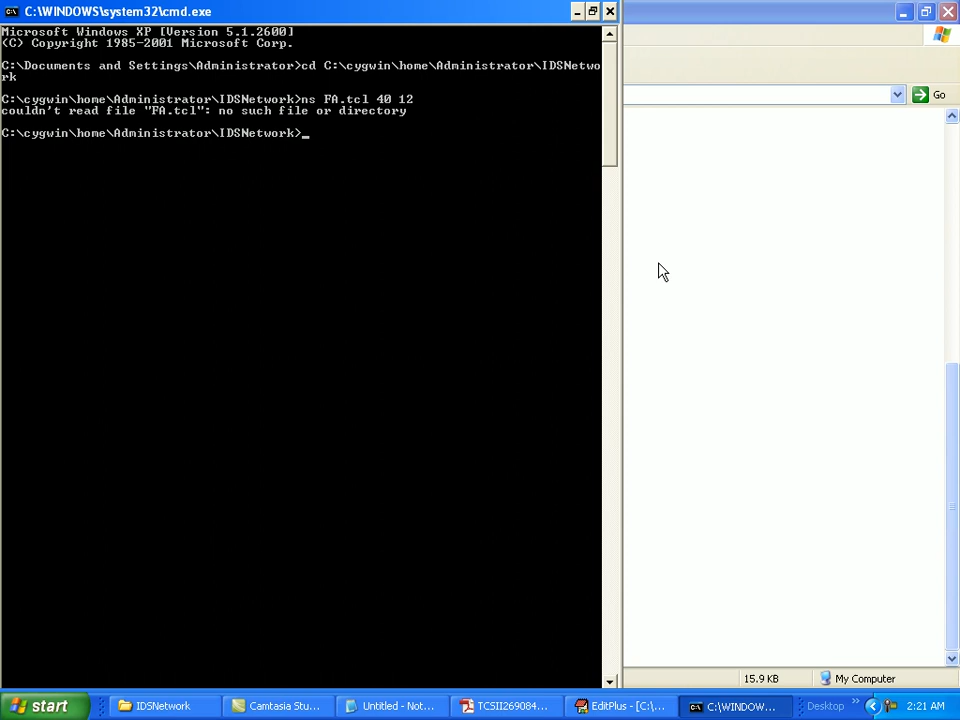 C:\WINDOWS\system32\cmd.exe
Microsoft Windows XP [Version 5.1.2600]
(C) Copyright 1985-2001 Microsoft Corp.
C:\Documents and Settings\Administrator>cd C:\cygwin\home\Administrator\IDSNetwo
rk
C:\cygwin\home\Administrator\IDSNetwork>ns FA.tcl 40 12
couldn't read file "FA.tcl": no such file or directory
C:\cygwin\home\Administrator\IDSNetwork>_
Go
15.9 KB
My Computer
start
IDSNetwork
Camtasia Stu...
Untitled - Not...
TCSII269084...
EditPlus - [C:\...
C:\WINDOW...
Desktop
2:21 AM